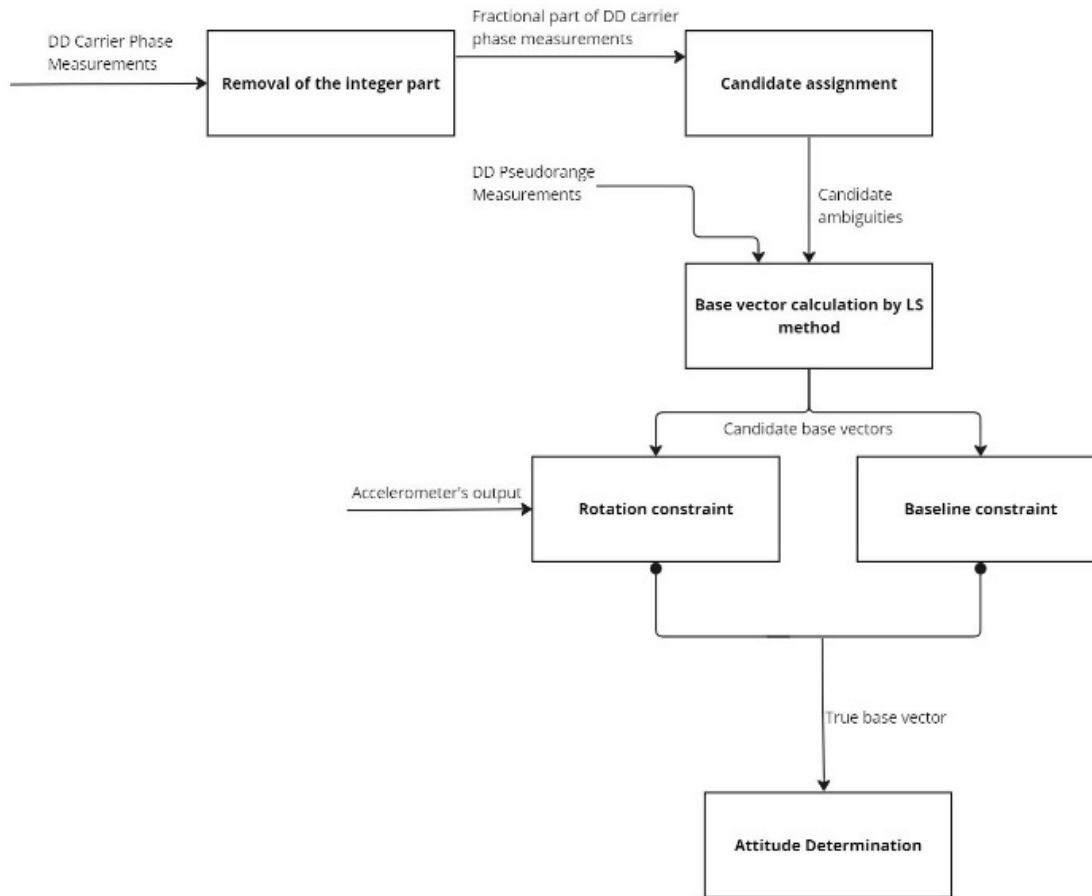 DD Carrier Phase
Measurements
Removal of the integer part
Fractional part of DD carrier
phase measurements
Candidate assignment
DD Pseudorange
Measurements
Candidate
ambiguities
Base vector calculation by LS
method
Candidate base vectors
Accelerometer's output
Rotation constraint
Baseline constraint
True base vector
Attitude Determination